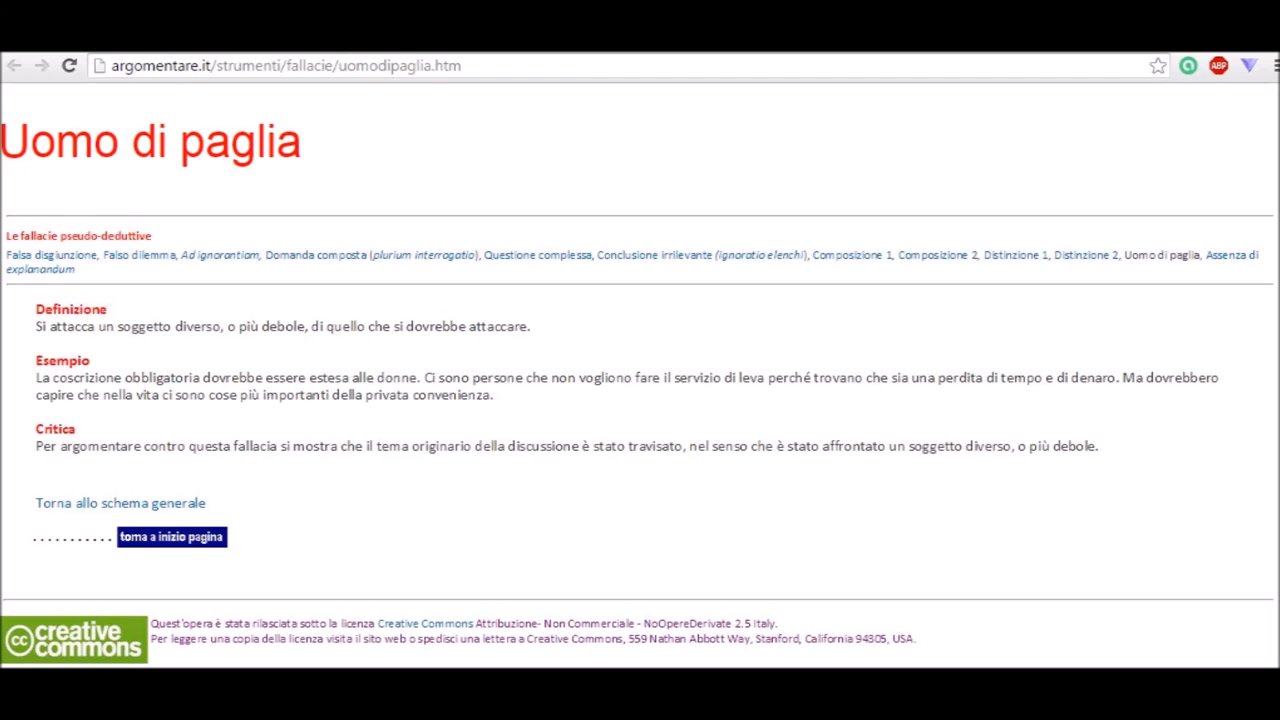 argomentare.it/strumenti/fallacie/uomodipaglia.htm
ABP
Uomo di paglia
Le fallacie pseudo-deduttive
Falsa disgiunzione, Falso dilemma, Ad ignorantiam, Domanda composta (plurium interrogatio), Questione complessa, Conclusione irrilevante (ignoratio elenchi), Composizione 1, Composizione 2, Distinzione 1, Distinzione 2, Uomo di paglia, Assenza di
explanandum
Definizione
Si attacca un soggetto diverso, o più debole, di quello che si dovrebbe attaccare.
Esempio
La coscrizione obbligatoria dovrebbe essere estesa alle donne. Ci sono persone che non vogliono fare il servizio di leva perché trovano che sia una perdita di tempo e di denaro. Ma dovrebbero
capire che nella vita ci sono cose più importanti della privata convenienza.
Critica
Per argomentare contro questa fallacia si mostra che il tema originario della discussione è stato travisato, nel senso che è stato affrontato un soggetto diverso, o più debole.
Torna allo schema generale
. . . . . . . . . . . torna a inizio pagina
cc creative
commons
Quest'opera è stata rilasciata sotto la licenza Creative Commons Attribuzione- Non Commerciale - NoOpereDerivate 2.5 Italy.
Per leggere una copia della licenza visita il sito web o spedisci una lettera a Creative Commons, 559 Nathan Abbott Way, Stanford, California 94305, USA.